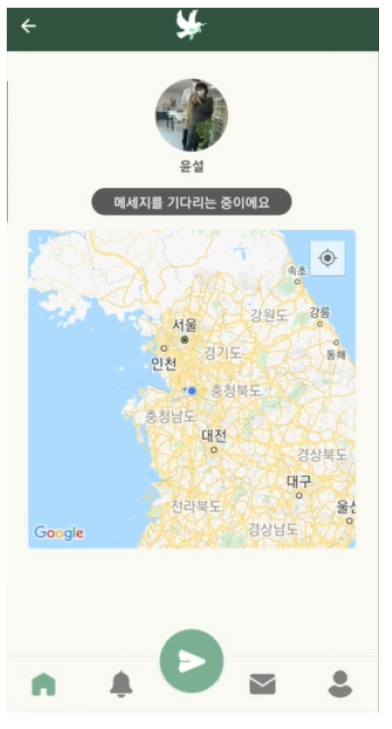 윤설
메세지를 기다리는 중이에요
속초
강원도
강릉
서울
인천
경기도
동해
충청북도
충청남도
대전
경상북도
대구
전라북도
울산
경상남도
Google